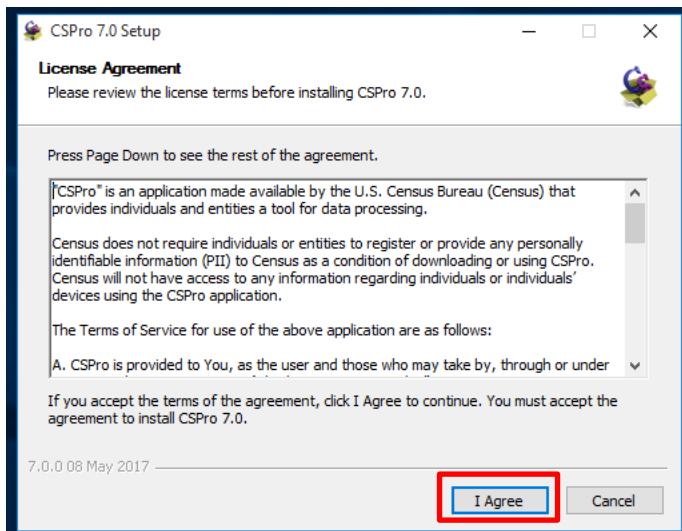 CSPro 7.0 Setup
License Agreement
Please review the license terms before installing CSPro 7.0.
Press Page Down to see the rest of the agreement.
"CSPro" is an application made available by the U.S. Census Bureau (Census) that
provides individuals and entities a tool for data processing.
Census does not require individuals or entities to register or provide any personally
identifiable information (PII) to Census as a condition of downloading or using CSPro.
Census will not have access to any information regarding individuals or individuals’
devices using the CSPro application.
The Terms of Service for use of the above application are as follows:
A. CSPro is provided to You, as the user and those who may take by, through or under
If you accept the terms of the agreement, click I Agree to continue. You must accept the
agreement to install CSPro 7.0.
7.0.0 08 May 2017
I Agree
Cancel